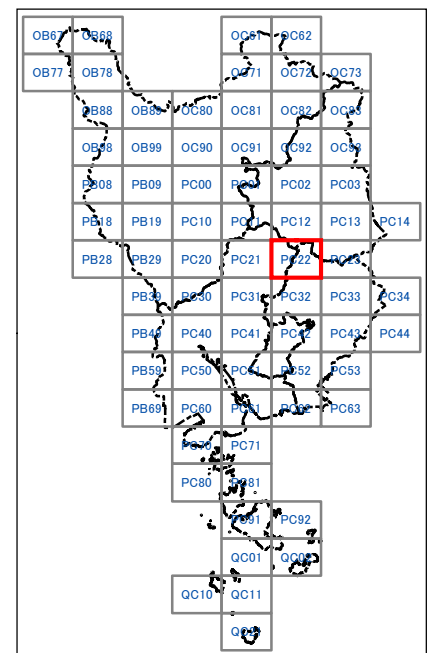 OB67 OB68 OC61 OC62
OB77 OB78 OC71 OC72 OC73
OB88 OB89 OC80 OC81 OC82 OC83
OB98 OB99 OC90 OC91 OC92 OC93
PB08 PB09 PC00 PC01 PC02 PC03
PB18 PB19 PC10 PC11 PC12 PC13 PC14
PB28 PB29 PC20 PC21 PC22 PC23
PB39 PC30 PC31 PC32 PC33 PC34
PB49 PC40 PC41 PC42 PC43 PC44
PB59 PC50 PC51 PC52 PC53
PB69 PC60 PC61 PC62 PC63
PC70 PC71
PC80 PC81
PC91 PC92
QC01 QC02
QC10 QC11
QC21